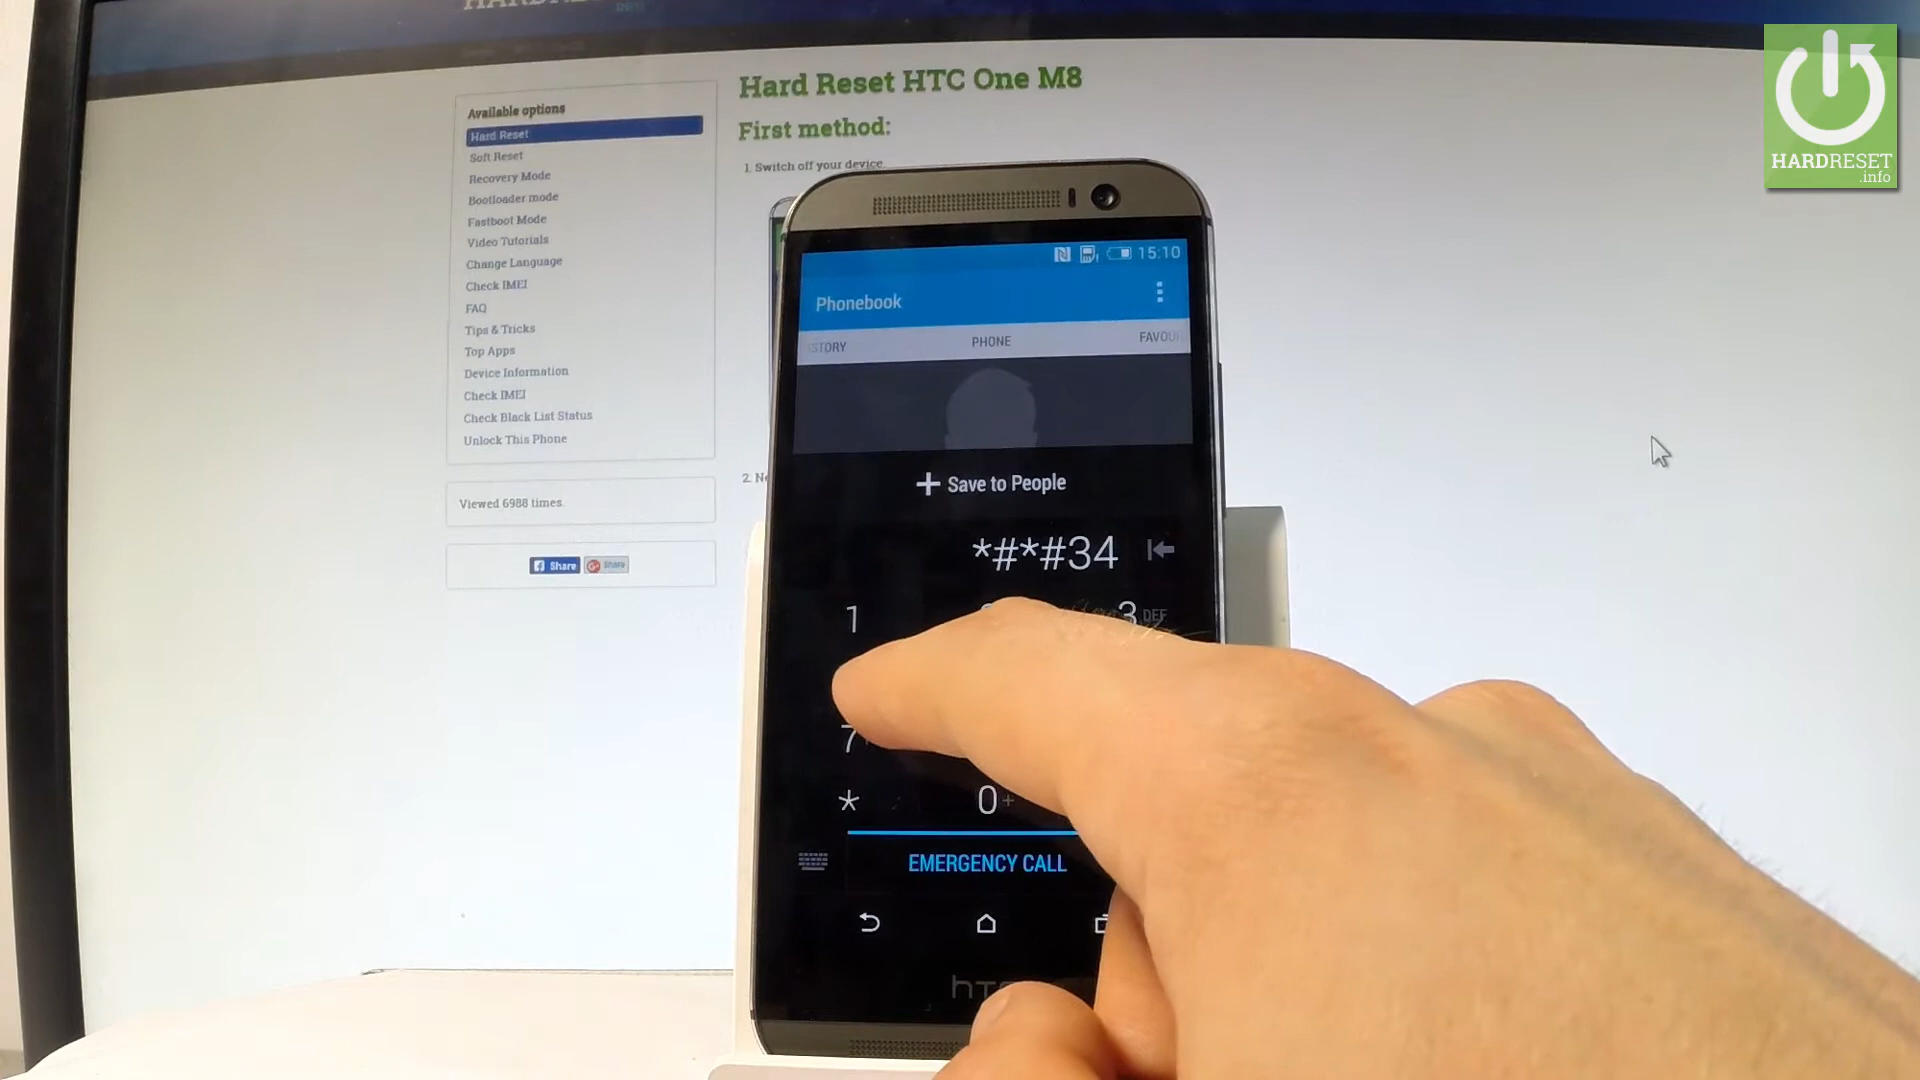 Hard Reset HTC One M8
First method:
1. Switch off your device.
Available options
Hard Reset
Soft Reset
Recovery Mode
Bootloader mode
Fastboot Mode
Video Tutorials
Change Language
Check IMEI
FAQ
Tips & Tricks
Top Apps
Device Information
Check IMEI
Check Black List Status
Unlock This Phone
Viewed 6988 times.
Share
Share
2.
15:10
Phonebook
PHONE
+ Save to People
*#*#34
1
3 DEF
7
*
0 +
EMERGENCY CALL
HARDRESET
.info